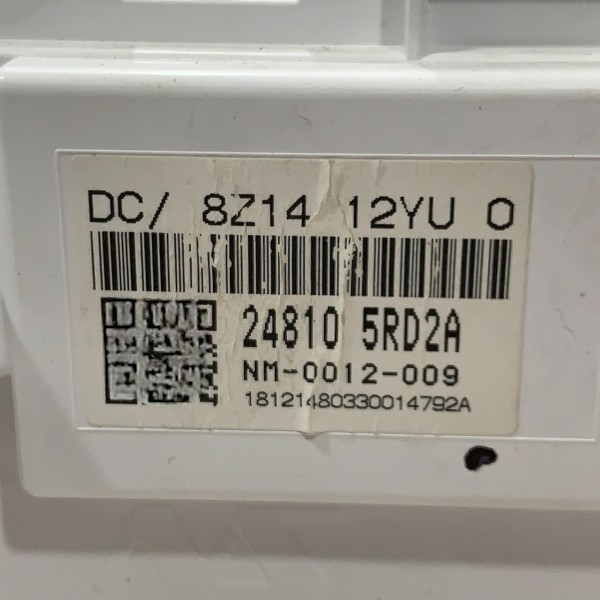 DC/ 8Z14 12YU 0
24810 5RD2A
NM-0012-009
18121480330014792A